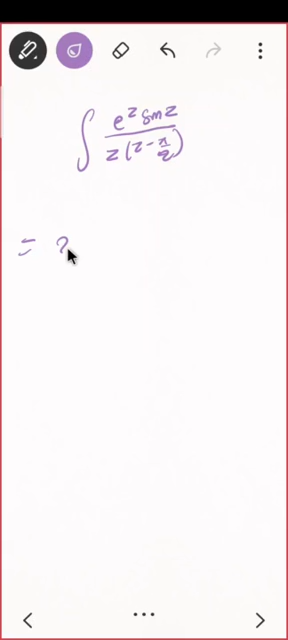 ∫ e^z sin z / z(z - π/2)
= ?